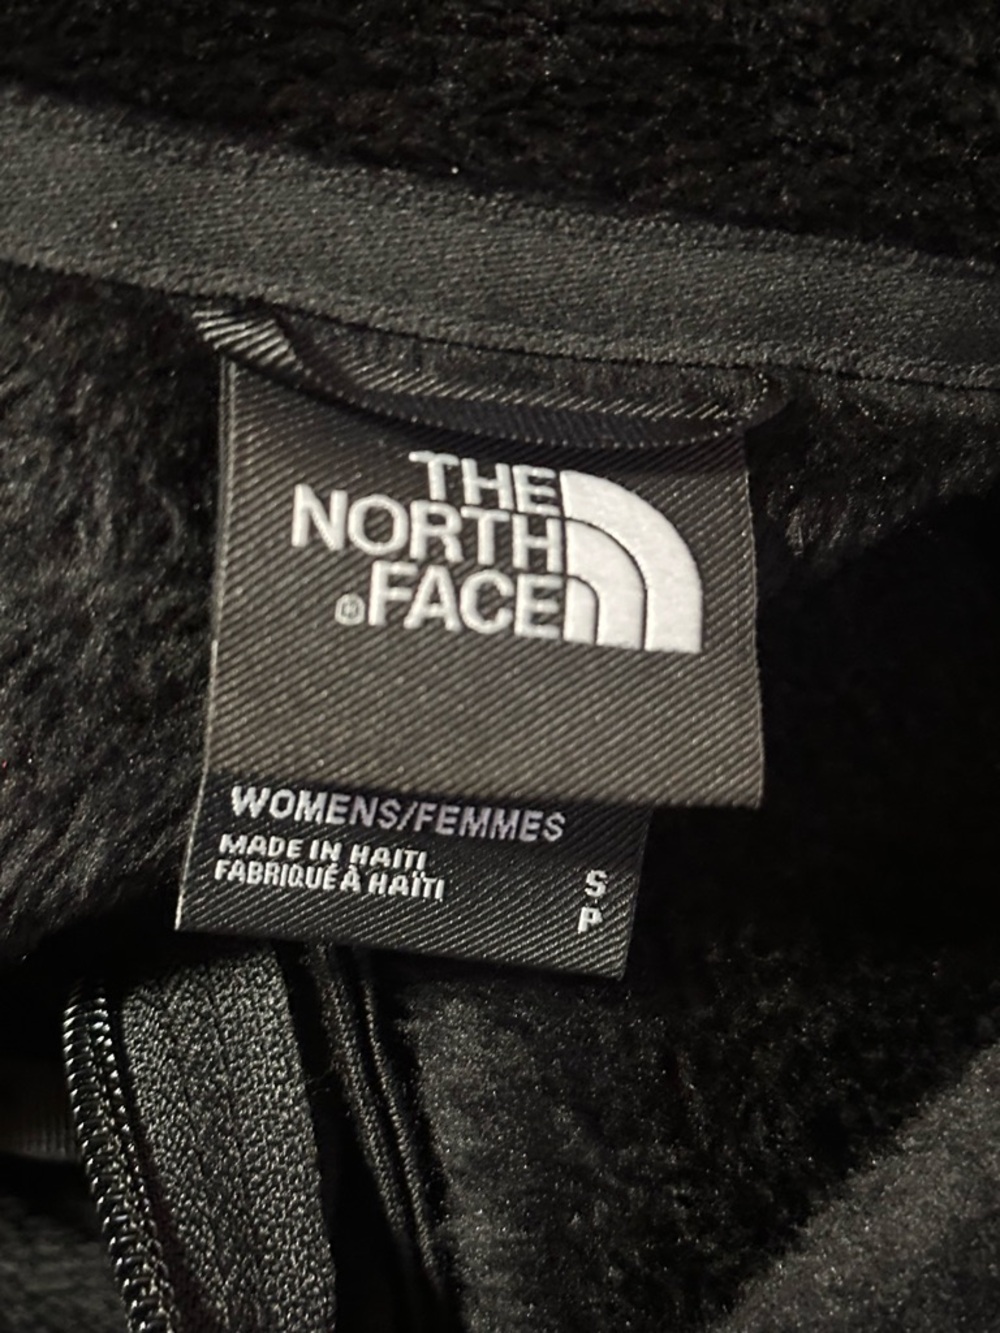 THE
NORTH
®FACE
WOMENS/FEMMES
MADE IN HAITI
FABRIQUÉ À HAÏTI
S
P